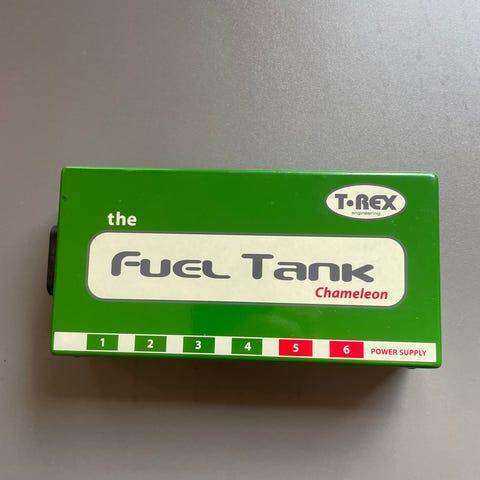 T•REX
engineering
the
Fuel Tank
Chameleon
1 2 3 4 5 6 POWER SUPPLY